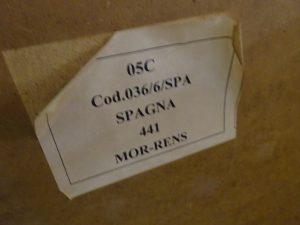 05C
Cod.036/6/SPA
SPAGNA
441
MOR-RENS